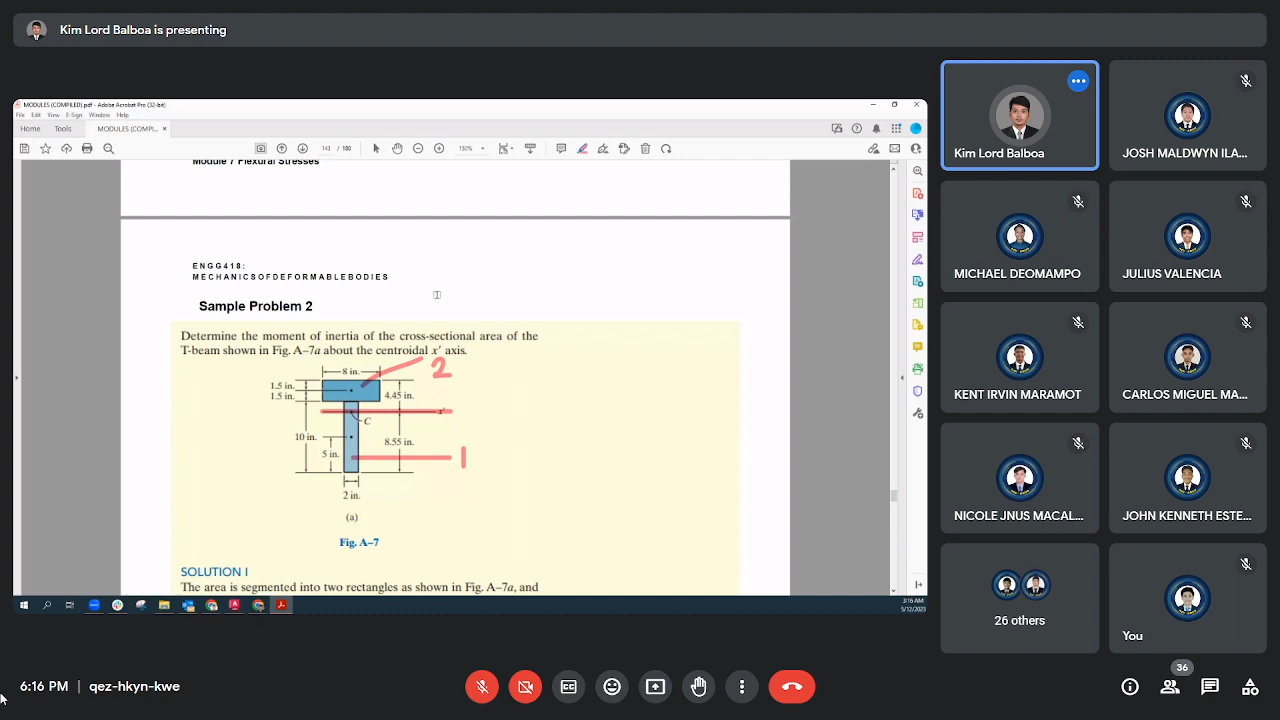 Kim Lord Balboa is presenting
MODULES (COMPILED).pdf - Adobe Acrobat Pro (32-bit)
File Edit View E-Sign Window Help
Home Tools MODULES (COMPI... ×
143 / 180 150%
Module 7 Flexural Stresses
ENGG418:
MECHANICSOFDEFORMABLEBODIES
Sample Problem 2
Determine the moment of inertia of the cross-sectional area of the
T-beam shown in Fig. A–7a about the centroidal x′ axis.
2
8 in.
1.5 in.
1.5 in.
4.45 in.
x′
C
10 in.
8.55 in.
5 in.
1
2 in.
(a)
Fig. A–7
SOLUTION I
The area is segmented into two rectangles as shown in Fig. A–7a, and
3:16 AM
5/12/2023
Kim Lord Balboa
JOSH MALDWYN ILA...
MICHAEL DEOMAMPO
JULIUS VALENCIA
KENT IRVIN MARAMOT
CARLOS MIGUEL MA...
NICOLE JNUS MACAL...
JOHN KENNETH ESTE...
26 others
You
6:16 PM | qez-hkyn-kwe
36